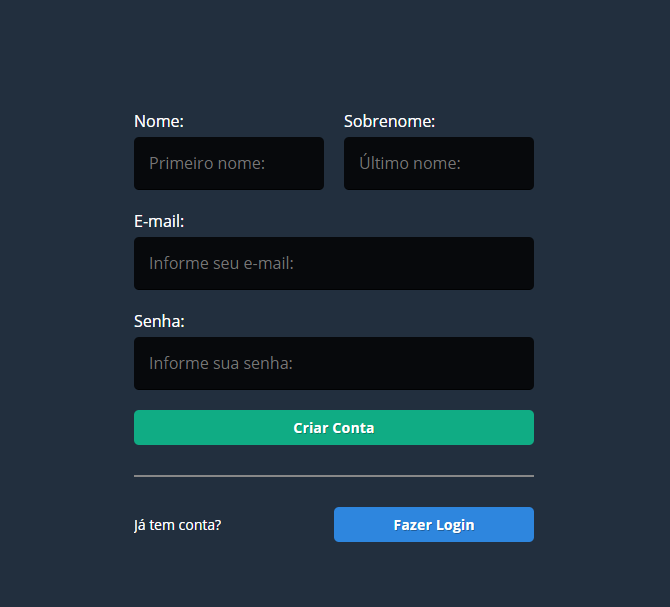 Nome: Sobrenome:
Primeiro nome: Último nome:
E-mail:
Informe seu e-mail:
Senha:
Informe sua senha:
Criar Conta
Já tem conta? Fazer Login